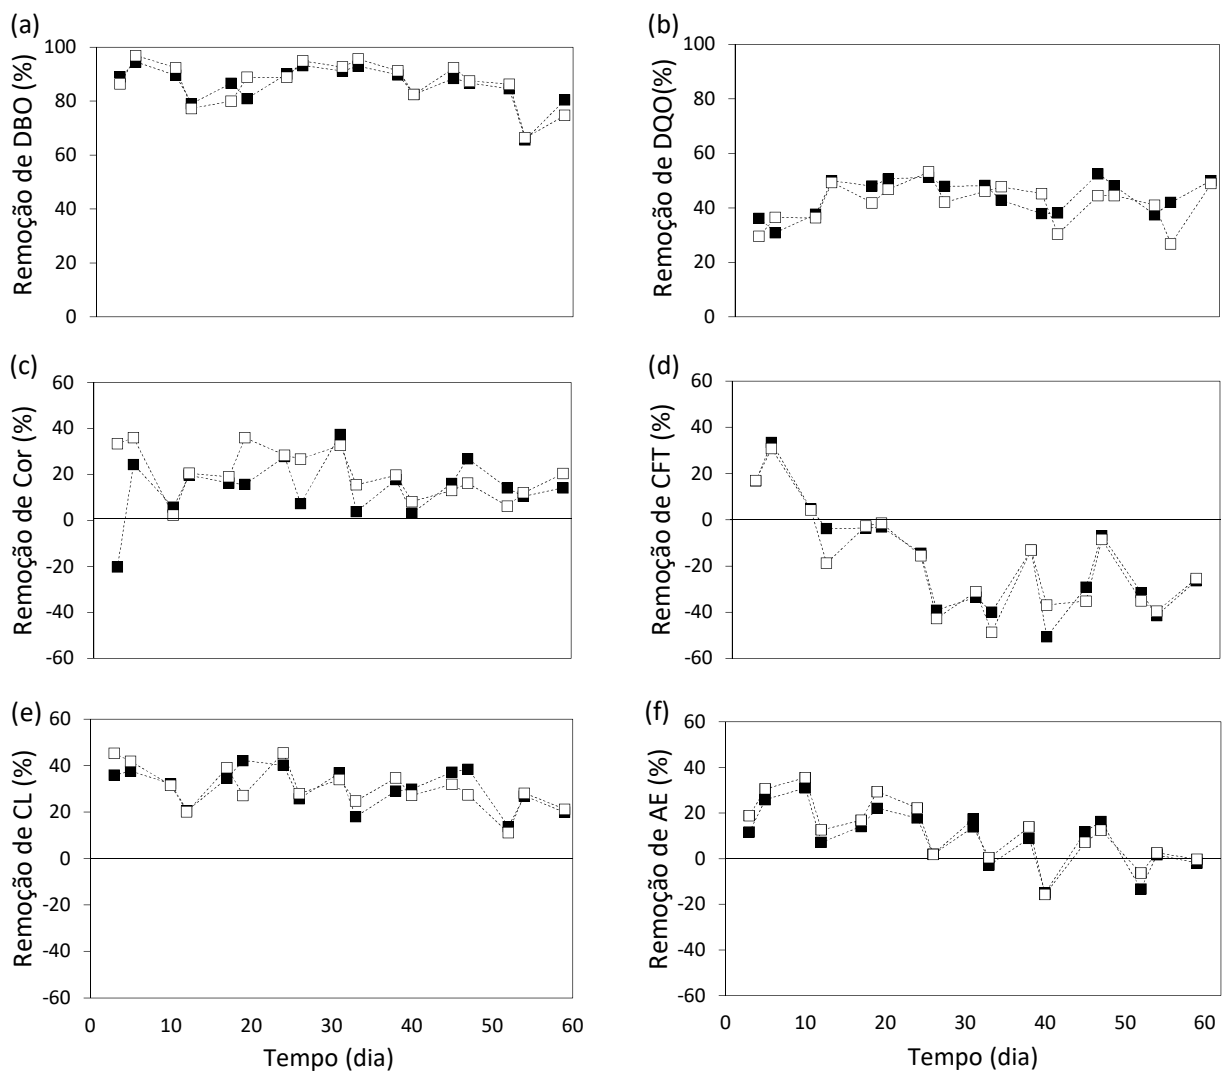 (a)
Remoção de DBO (%)
100
80
60
40
20
0
(b)
Remoção de DQO(%)
100
80
60
40
20
0
(c)
Remoção de Cor (%)
60
40
20
0
-20
-40
-60
(d)
Remoção de CFT (%)
60
40
20
0
-20
-40
-60
(e)
Remoção de CL (%)
60
40
20
0
-20
-40
-60
0 10 20 30 40 50 60
Tempo (dia)
(f)
Remoção de AE (%)
60
40
20
0
-20
-40
-60
0 10 20 30 40 50 60
Tempo (dia)